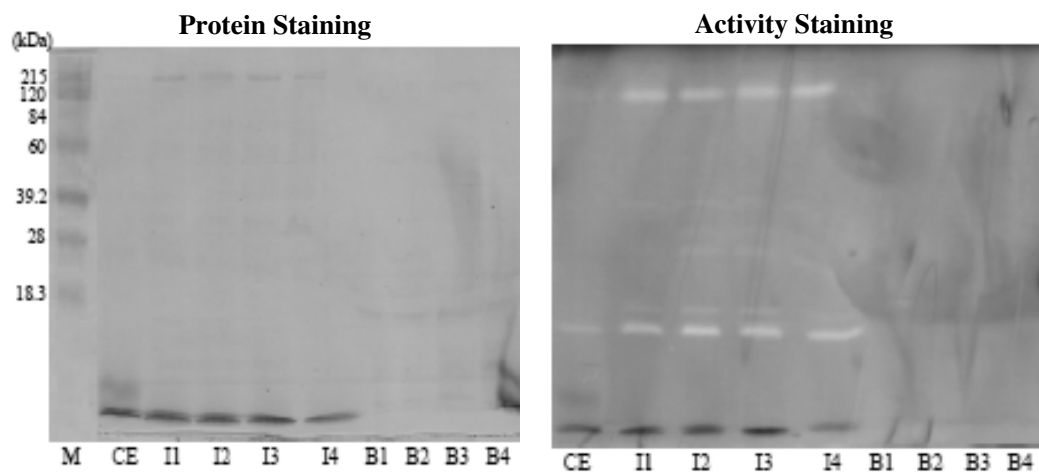 Protein Staining
Activity Staining
(kDa)
215
120
84
60
39.2
28
18.3
M CE I1 I2 I3 I4 B1 B2 B3 B4
CE I1 I2 I3 I4 B1 B2 B3 B4